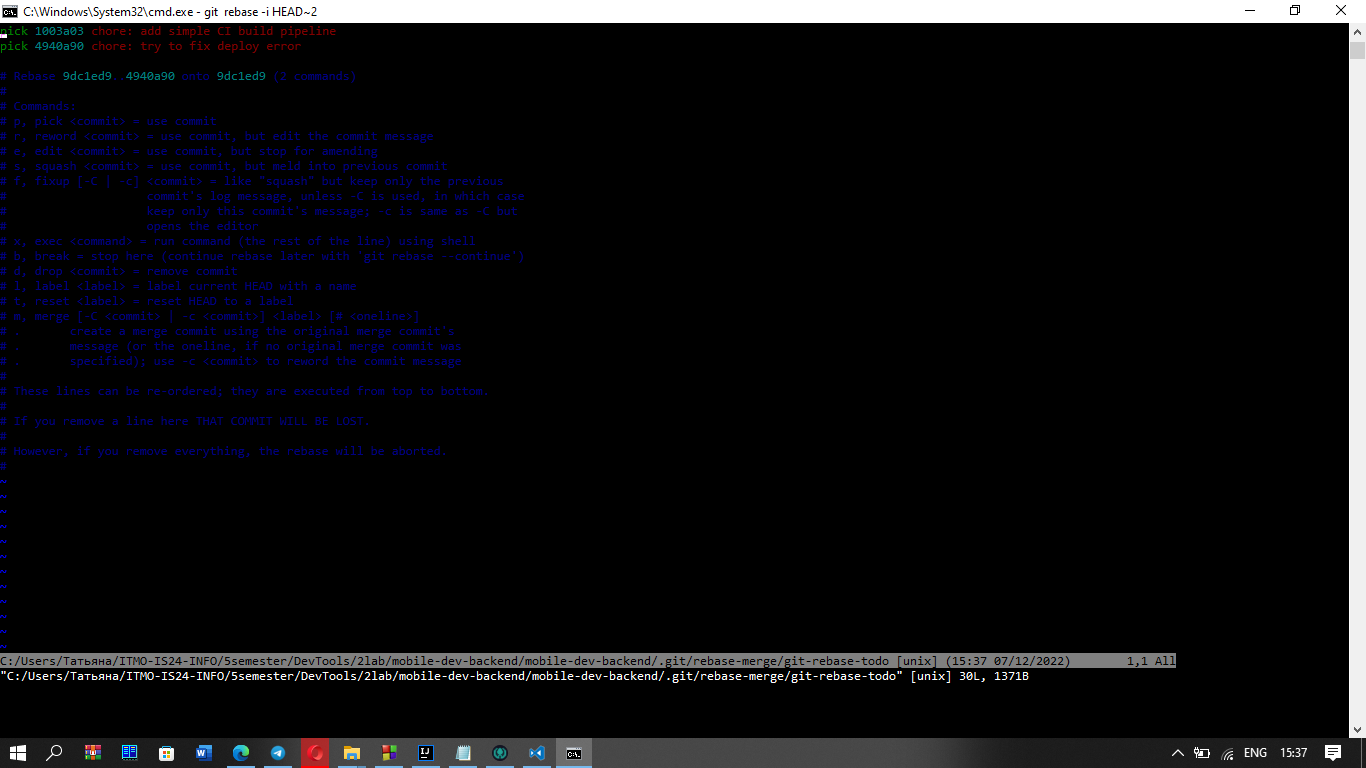 C:\Windows\System32\cmd.exe - git rebase -i HEAD~2
pick 1003a03 chore: add simple CI build pipeline
pick 4940a90 chore: try to fix deploy error
# Rebase 9dc1ed9..4940a90 onto 9dc1ed9 (2 commands)
#
# Commands:
# p, pick <commit> = use commit
# r, reword <commit> = use commit, but edit the commit message
# e, edit <commit> = use commit, but stop for amending
# s, squash <commit> = use commit, but meld into previous commit
# f, fixup [-C | -c] <commit> = like "squash" but keep only the previous
#                    commit's log message, unless -C is used, in which case
#                    keep only this commit's message; -c is same as -C but
#                    opens the editor
# x, exec <command> = run command (the rest of the line) using shell
# b, break = stop here (continue rebase later with 'git rebase --continue')
# d, drop <commit> = remove commit
# l, label <label> = label current HEAD with a name
# t, reset <label> = reset HEAD to a label
# m, merge [-C <commit> | -c <commit>] <label> [# <oneline>]
# .       create a merge commit using the original merge commit's
# .       message (or the oneline, if no original merge commit was
# .       specified); use -c <commit> to reword the commit message
#
# These lines can be re-ordered; they are executed from top to bottom.
#
# If you remove a line here THAT COMMIT WILL BE LOST.
#
# However, if you remove everything, the rebase will be aborted.
#
~
~
~
~
~
~
~
~
~
~
~
~
C:/Users/Татьяна/ITMO-IS24-INFO/5semester/DevTools/2lab/mobile-dev-backend/mobile-dev-backend/.git/rebase-merge/git-rebase-todo [unix] (15:37 07/12/2022) 1,1 All
"C:/Users/Татьяна/ITMO-IS24-INFO/5semester/DevTools/2lab/mobile-dev-backend/mobile-dev-backend/.git/rebase-merge/git-rebase-todo" [unix] 30L, 1371B
ENG 15:37